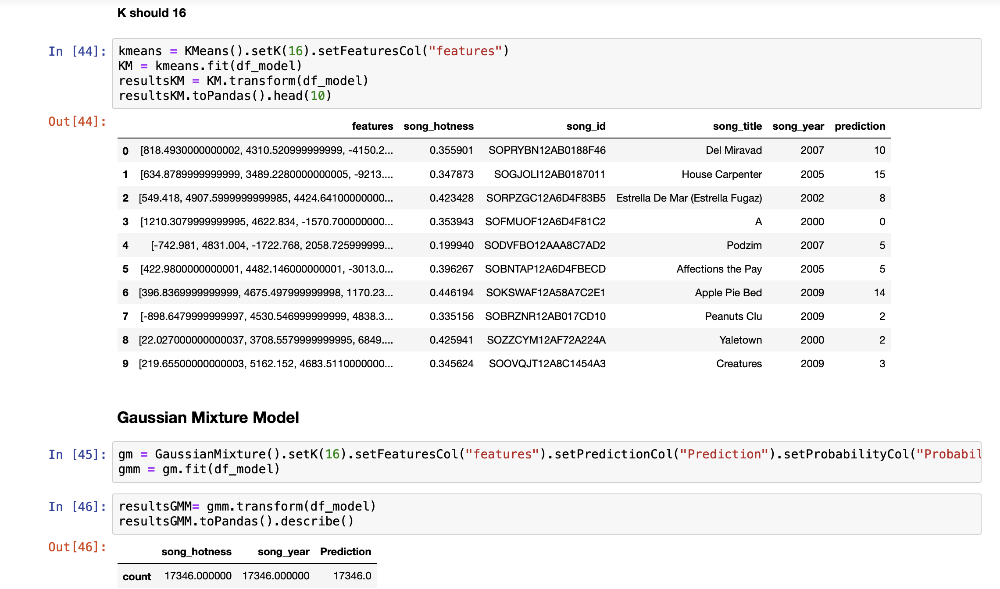 K should 16
In [44]:
kmeans = KMeans().setK(16).setFeaturesCol("features")
KM = kmeans.fit(df_model)
resultsKM = KM.transform(df_model)
resultsKM.toPandas().head(10)
Out[44]:
features song_hotness song_id song_title song_year prediction
0 [818.4930000000002, 4310.520999999999, -4150.2... 0.355901 SOPRYBN12AB0188F46 Del Miravad 2007 10
1 [634.8789999999999, 3489.2280000000005, -9213.... 0.347873 SOGJOLI12AB0187011 House Carpenter 2005 15
2 [549.418, 4907.5999999999985, 4424.64100000000... 0.423428 SORPZGC12A6D4F83B5 Estrella De Mar (Estrella Fugaz) 2002 8
3 [1210.3079999999995, 4622.834, -1570.700000000... 0.353943 SOFMUOF12A6D4F81C2 A 2000 0
4 [-742.981, 4831.004, -1722.768, 2058.725999999... 0.199940 SODVFBO12AAA8C7AD2 Podzim 2007 5
5 [422.9800000000001, 4482.146000000001, -3013.0... 0.396267 SOBNTAP12A6D4FBECD Affections the Pay 2005 5
6 [396.8369999999999, 4675.497999999998, 1170.23... 0.446194 SOKSWAF12A58A7C2E1 Apple Pie Bed 2009 14
7 [-898.6479999999997, 4530.546999999999, 4838.3... 0.335156 SOBRZNR12AB017CD10 Peanuts Clu 2009 2
8 [22.027000000000037, 3708.5579999999995, 6849.... 0.425941 SOZZCYM12AF72A224A Yaletown 2000 2
9 [219.65500000000003, 5162.152, 4683.5110000000... 0.345624 SOOVQJT12A8C1454A3 Creatures 2009 3
Gaussian Mixture Model
In [45]:
gm = GaussianMixture().setK(16).setFeaturesCol("features").setPredictionCol("Prediction").setProbabilityCol("Probabil
gmm = gm.fit(df_model)
In [46]:
resultsGMM= gmm.transform(df_model)
resultsGMM.toPandas().describe()
Out[46]:
song_hotness song_year Prediction
count 17346.000000 17346.000000 17346.0